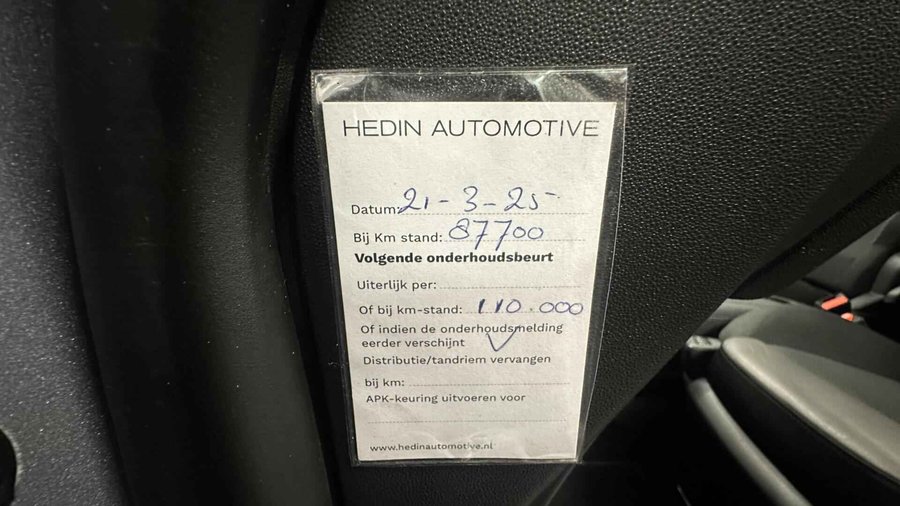 HEDIN AUTOMOTIVE
Datum: 21-3-25
Bij Km stand: 87700
Volgende onderhoudsbeurt
Uiterlijk per:
Of bij km-stand: 110.000
Of indien de onderhoudsmelding
eerder verschijnt
Distributie/tandriem vervangen
bij km:
APK-keuring uitvoeren voor
www.hedinautomotive.nl